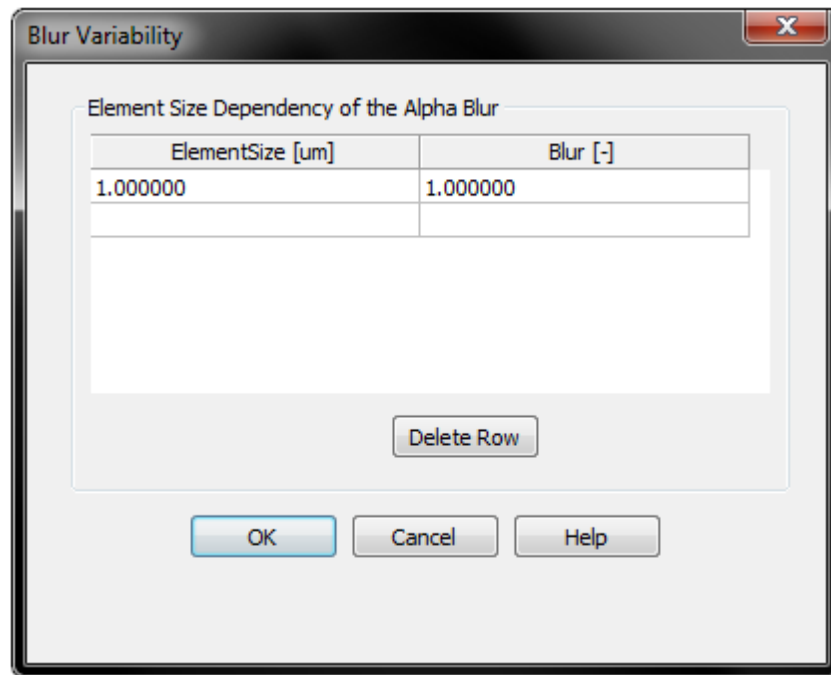 Blur Variability
Element Size Dependency of the Alpha Blur
ElementSize [um] Blur [-]
1.000000 1.000000
Delete Row
OK Cancel Help